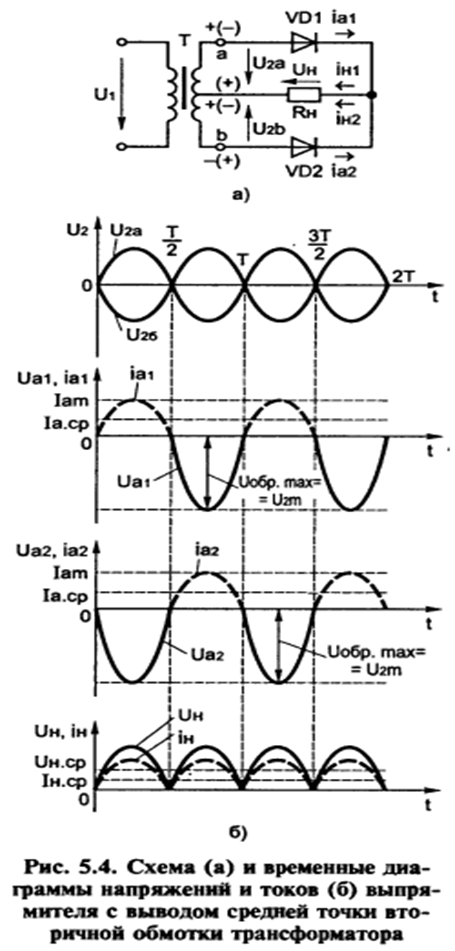 +(−) VD1 ia1
T a
U2a Uн iн1
(+)
U1 +(−)
Rн iн2
U2b
b
−(+) VD2 ia2
а)
U2 U2a T/2 3T/2
T 2T
0 t
U2б
Ua1, ia1 ia1
Iam
Ia.ср
0 t
Ua1 Uобр. max=
= U2m
Ua2, ia2 ia2
Iam
Ia.ср
0 t
Ua2 Uобр. max=
= U2m
Uн, iн Uн
iн
Uн.ср
Iн.ср
0 t
б)
Рис. 5.4. Схема (а) и временные диа-
граммы напряжений и токов (б) выпря-
мителя с выводом средней точки вто-
ричной обмотки трансформатора